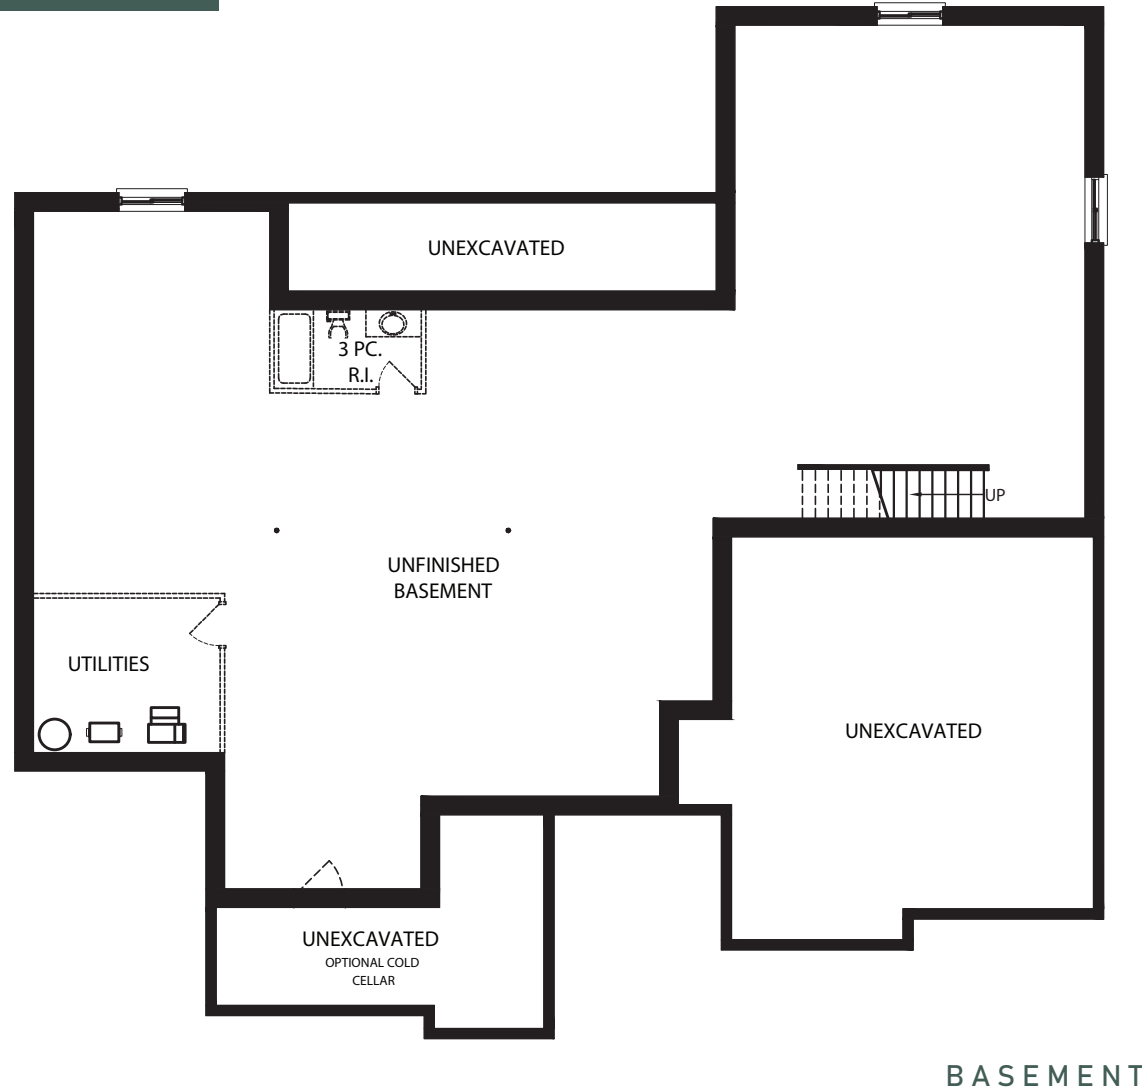 UNEXCAVATED
3 PC.
R.I.
UP
UNFINISHED
BASEMENT
UTILITIES
UNEXCAVATED
UNEXCAVATED
OPTIONAL COLD
CELLAR
BASEMENT